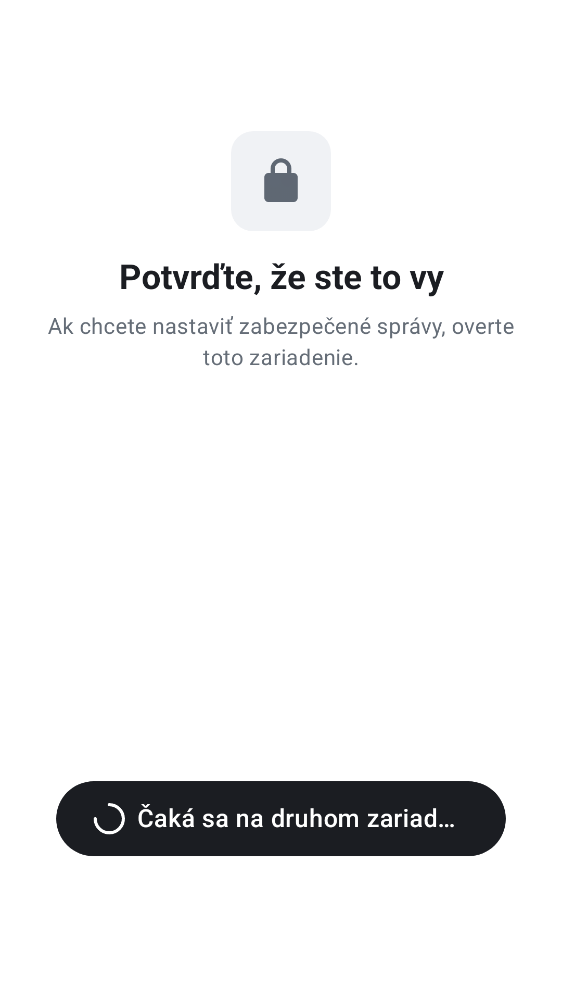 Potvrďte, že ste to vy
Ak chcete nastaviť zabezpečené správy, overte
toto zariadenie.
Čaká sa na druhom zariad…